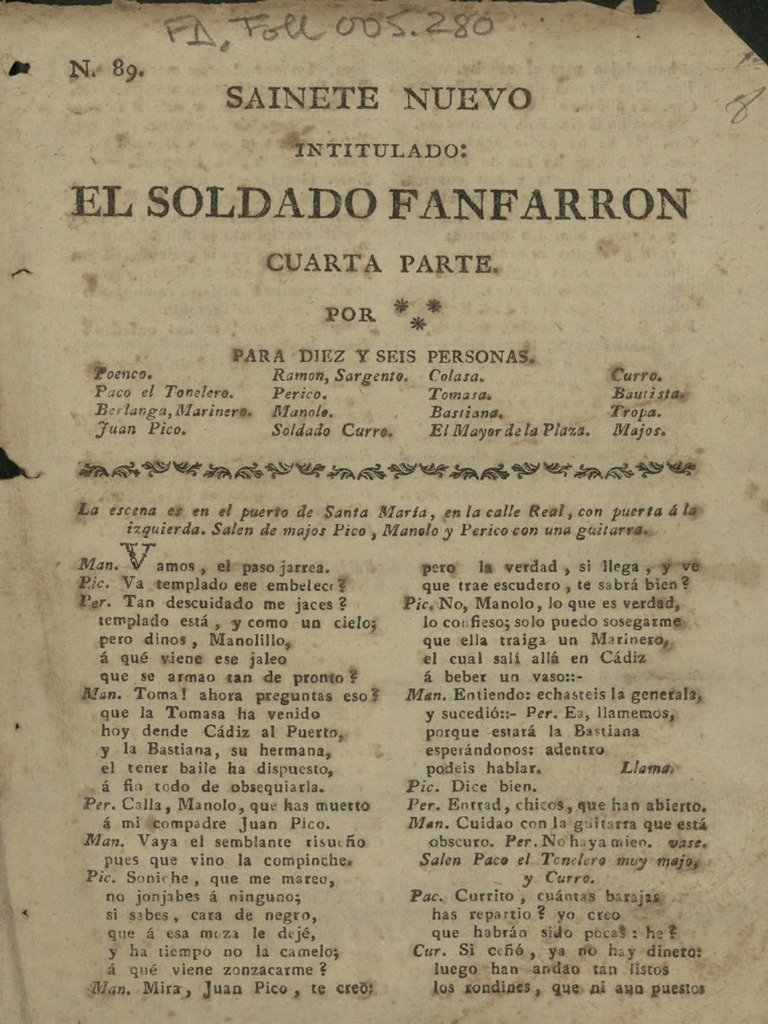 FA. Foll 005.280
N. 89.
8
SAINETE NUEVO
INTITULADO:
EL SOLDADO FANFARRON
CUARTA PARTE.
POR ***
PARA DIEZ Y SEIS PERSONAS.
Poenco. Ramon, Sargento. Colasa. Curro.
Paco el Tonelero. Perico. Tomasa. Bautista.
Berlanga, Marinero. Manolo. Bastiana. Tropa.
Juan Pico. Soldado Curro. El Mayor de la Plaza. Majos.
La escena es en el puerto de Santa María, en la calle Real, con puerta á la
izquierda. Salen de majos Pico, Manolo y Perico con una guitarra.
Man. Vamos, el paso jarrea.
Pic. Va templado ese embelec?
Per. Tan descuidado me jaces?
templado está, y como un cielo;
pero dinos, Manolillo,
á qué viene ese jaleo
que se armao tan de pronto?
Man. Toma! ahora preguntas eso?
que la Tomasa ha venido
hoy dende Cádiz al Puerto,
y la Bastiana, su hermana,
el tener baile ha dispuesto,
á fin todo de obsequiarla.
Per. Calla, Manolo, que has muerto
á mi compadre Juan Pico.
Man. Vaya el semblante risueño
pues que vino la compinche.
Pic. Soniche, que me mareo,
no jonjabes á ninguno;
si sabes, cara de negro,
que á esa moza le dejé,
y ha tiempo no la camelo;
á qué viene zonzacarme?
Man. Mira, Juan Pico, te creo:
pero la verdad, si llega, y ve
que trae escudero, te sabrá bien?
Pic. No, Manolo, lo que es verdad,
lo confieso; solo puedo sosegarme
que ella traiga un Marinero,
el cual salí allá en Cádiz
á beber un vaso::-
Man. Entiendo: echasteis la generala,
y sucedió::- Per. Ea, llamemos,
porque estará la Bastiana
esperándonos: adentro
podeis hablar. Llama.
Pic. Dice bien.
Per. Entrad, chicos, que han abierto.
Man. Cuidao con la guitarra que está
obscuro. Per. No haya mieo. vase.
Salen Paco el Tonelero muy majo,
y Curro.
Pac. Currito, cuántas barajas
has repartio? yo creo
que habrán sido pocas: he?
Cur. Si ceñó, ya no hay dinero:
luego han andao tan listos
los rondines, que ni aun puestos